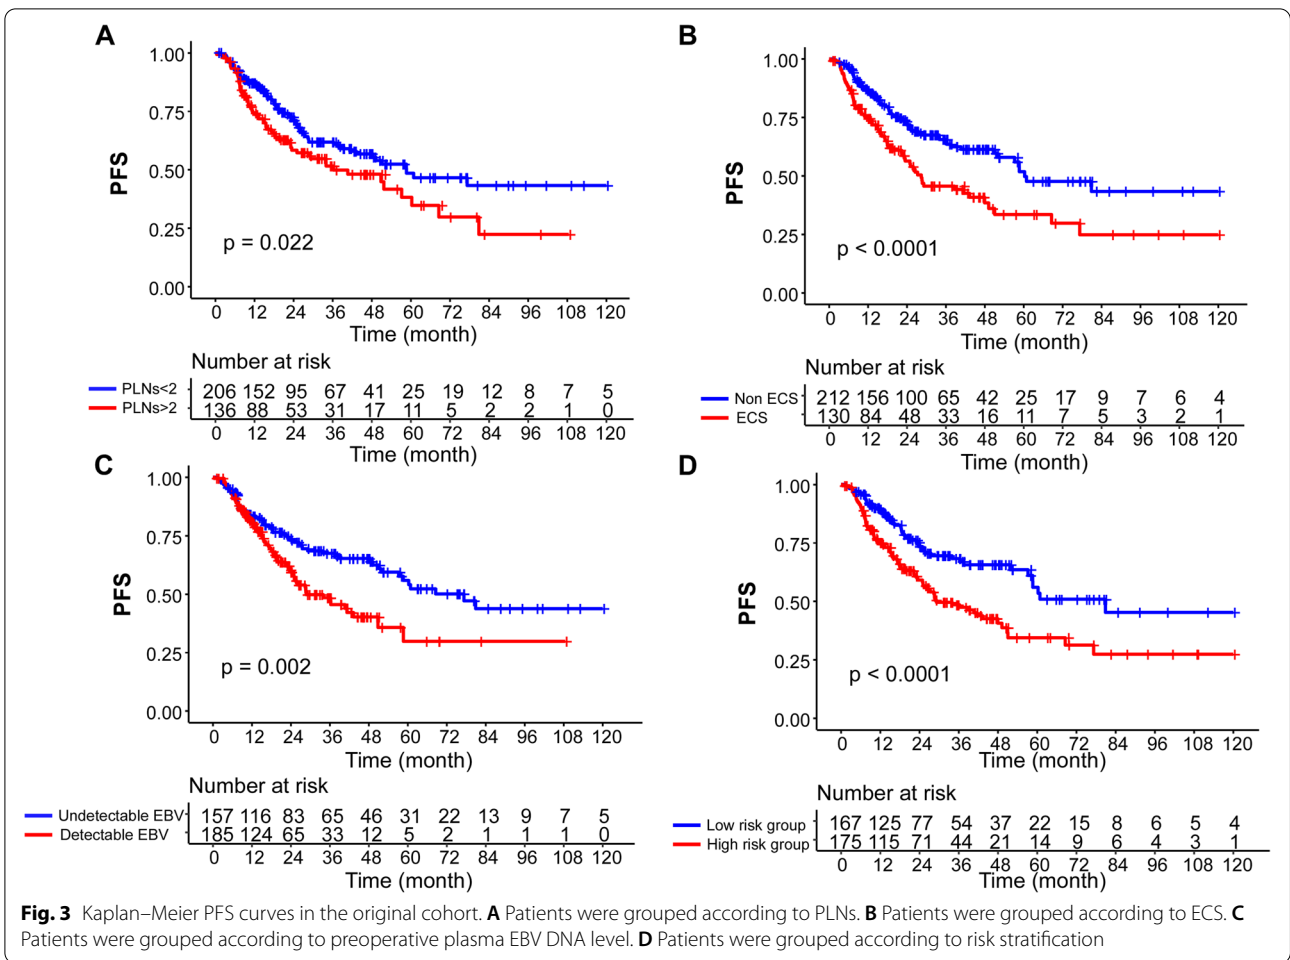 A
PFS
1.00
0.75
0.50
0.25
0.00
p = 0.022
0 12 24 36 48 60 72 84 96 108 120
Time (month)
Number at risk
PLNs<2 206 152 95 67 41 25 19 12 8 7 5
PLNs>2 136 88 53 31 17 11 5 2 2 1 0
0 12 24 36 48 60 72 84 96 108 120
Time (month)
B
PFS
1.00
0.75
0.50
0.25
0.00
p < 0.0001
0 12 24 36 48 60 72 84 96 108 120
Time (month)
Number at risk
Non ECS 212 156 100 65 42 25 17 9 7 6 4
ECS 130 84 48 33 16 11 7 5 3 2 1
0 12 24 36 48 60 72 84 96 108 120
Time (month)
C
PFS
1.00
0.75
0.50
0.25
0.00
p = 0.002
0 12 24 36 48 60 72 84 96 108 120
Time (month)
Number at risk
Undetectable EBV 157 116 83 65 46 31 22 13 9 7 5
Detectable EBV 185 124 65 33 12 5 2 1 1 1 0
0 12 24 36 48 60 72 84 96 108 120
Time (month)
D
PFS
1.00
0.75
0.50
0.25
0.00
p < 0.0001
0 12 24 36 48 60 72 84 96 108 120
Time (month)
Number at risk
Low risk group 167 125 77 54 37 22 15 8 6 5 4
High risk group 175 115 71 44 21 14 9 6 4 3 1
0 12 24 36 48 60 72 84 96 108 120
Time (month)
Fig. 3 Kaplan–Meier PFS curves in the original cohort. A Patients were grouped according to PLNs. B Patients were grouped according to ECS. C
Patients were grouped according to preoperative plasma EBV DNA level. D Patients were grouped according to risk stratification